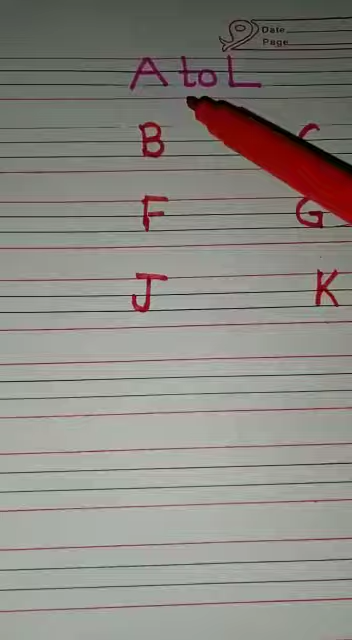 Date
Page
A to L
B
F G
J K